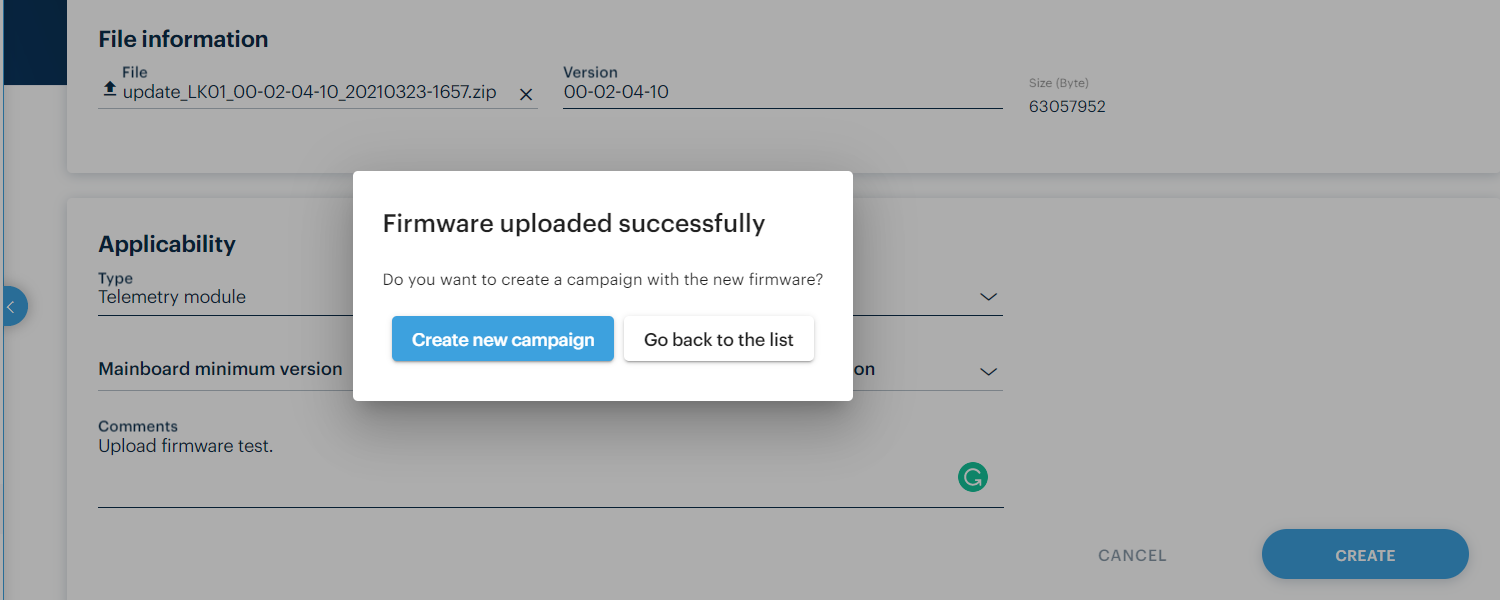 File information
File
update_LK01_00-02-04-10_20210323-1657.zip
Version
00-02-04-10
Size (Byte)
63057952
Firmware uploaded successfully
Do you want to create a campaign with the new firmware?
Create new campaign
Go back to the list
Applicability
Type
Telemetry module
Mainboard minimum version
on
Comments
Upload firmware test.
CANCEL
CREATE